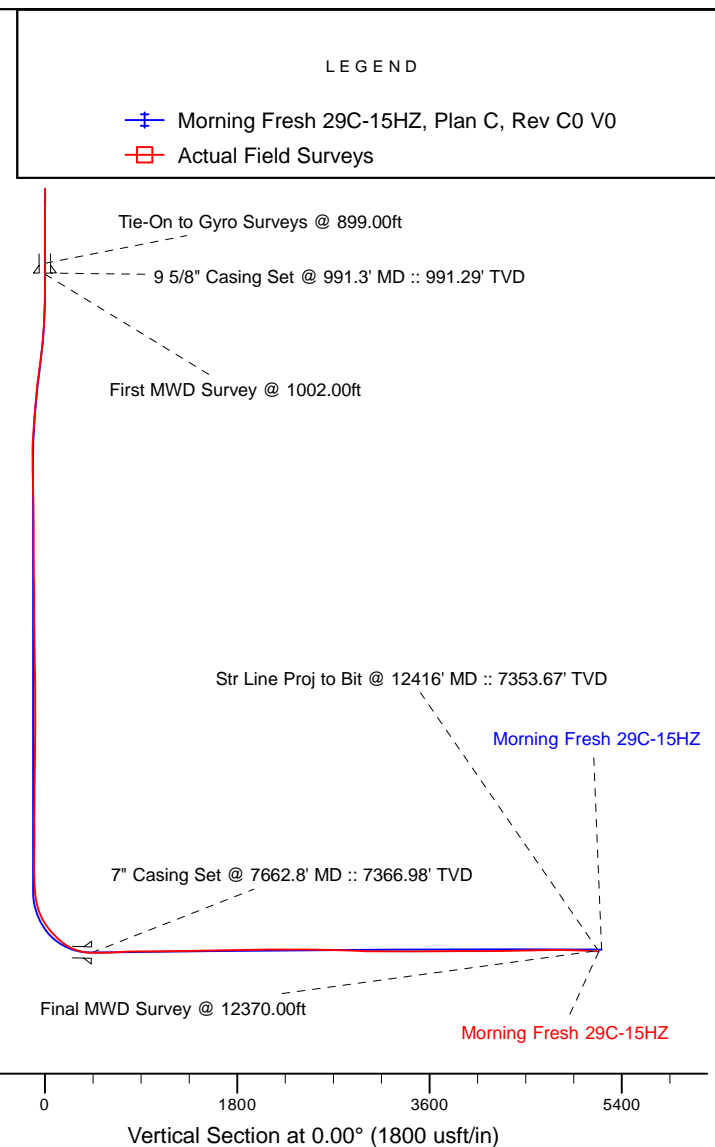 LEGEND
Morning Fresh 29C-15HZ, Plan C, Rev C0 V0
Actual Field Surveys
Tie-On to Gyro Surveys @ 899.00ft
9 5/8" Casing Set @ 991.3' MD :: 991.29' TVD
First MWD Survey @ 1002.00ft
Str Line Proj to Bit @ 12416' MD :: 7353.67' TVD
Morning Fresh 29C-15HZ
7" Casing Set @ 7662.8' MD :: 7366.98' TVD
Final MWD Survey @ 12370.00ft
Morning Fresh 29C-15HZ
0 1800 3600 5400
Vertical Section at 0.00° (1800 usft/in)